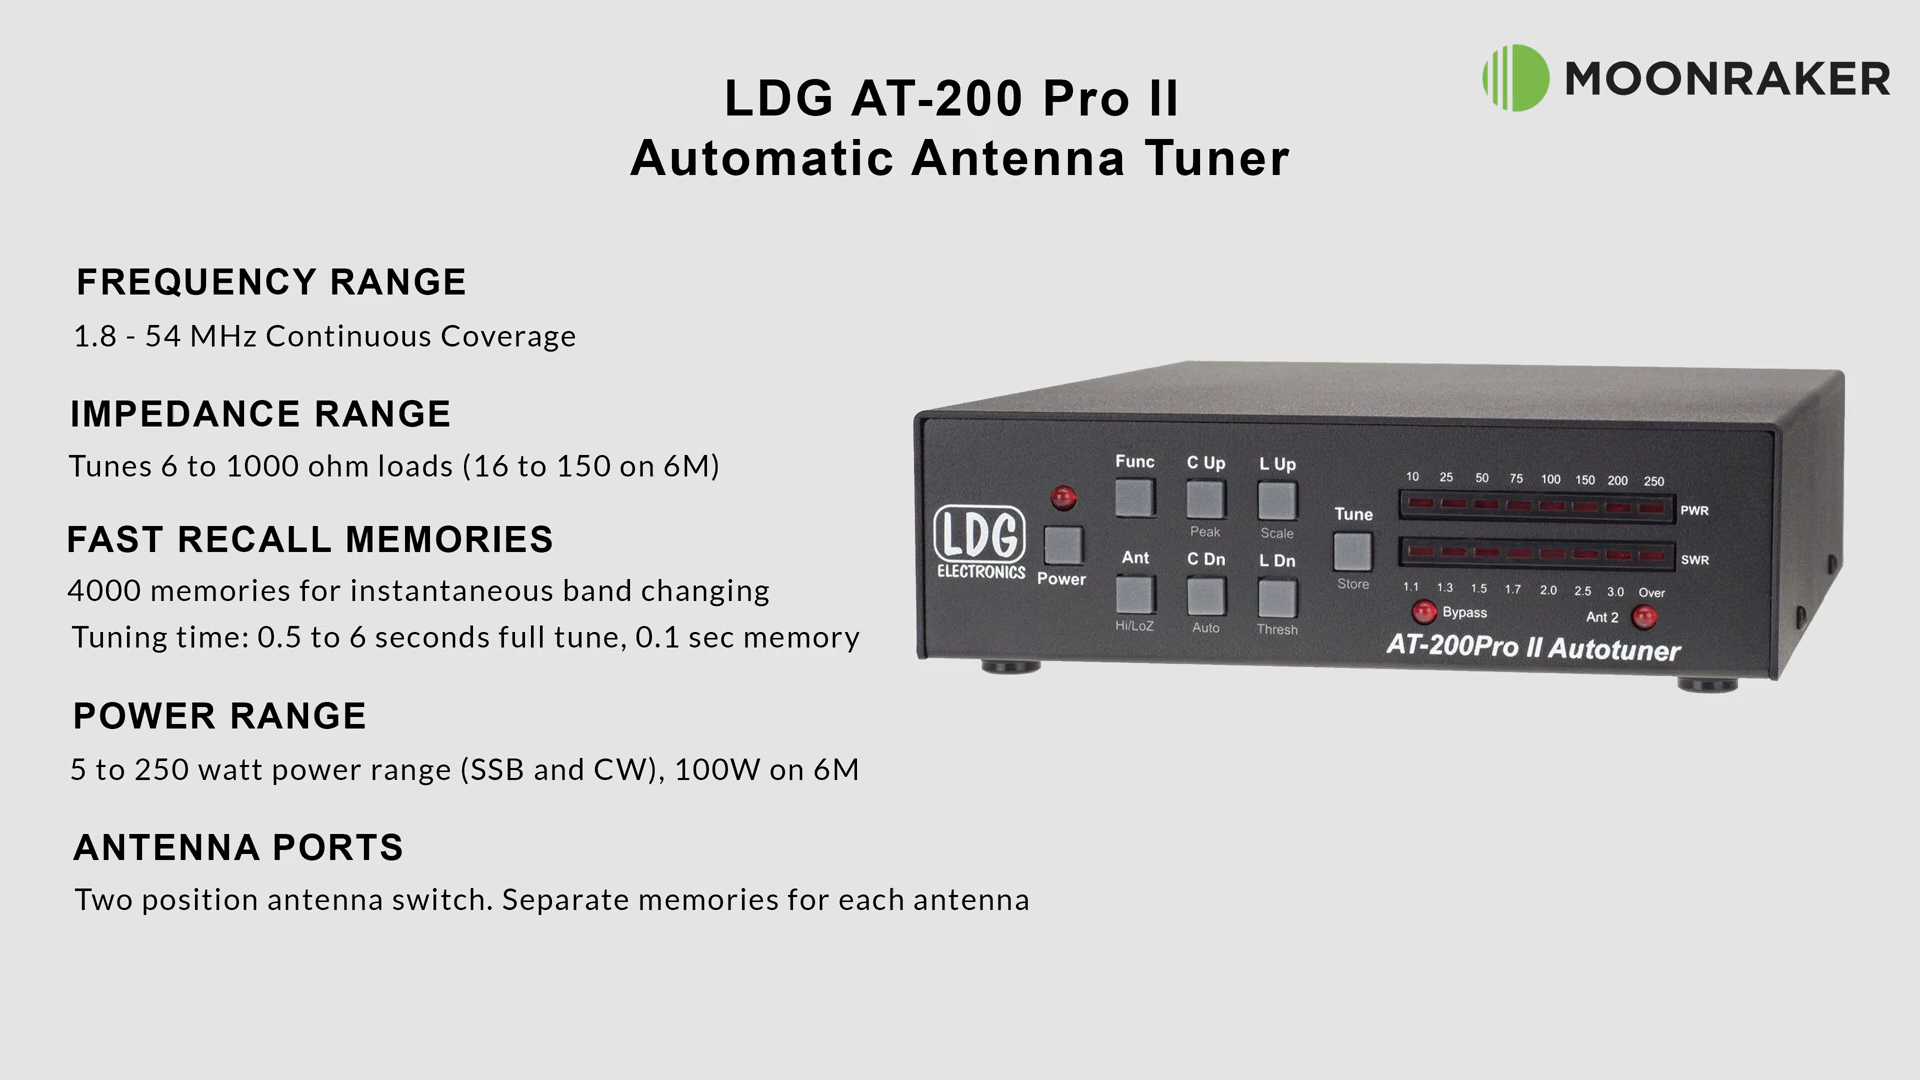 MOONRAKER
LDG AT-200 Pro II
Automatic Antenna Tuner
FREQUENCY RANGE
1.8 - 54 MHz Continuous Coverage
IMPEDANCE RANGE
Tunes 6 to 1000 ohm loads (16 to 150 on 6M)
FAST RECALL MEMORIES
4000 memories for instantaneous band changing
Tuning time: 0.5 to 6 seconds full tune, 0.1 sec memory
POWER RANGE
5 to 250 watt power range (SSB and CW), 100W on 6M
ANTENNA PORTS
Two position antenna switch. Separate memories for each antenna
LDG
ELECTRONICS
Power
Func C Up L Up
Peak Scale
Ant C Dn L Dn
Hi/LoZ Auto Thresh
Tune
Store
10 25 50 75 100 150 200 250
PWR
SWR
1.1 1.3 1.5 1.7 2.0 2.5 3.0 Over
Bypass Ant 2
AT-200Pro II Autotuner